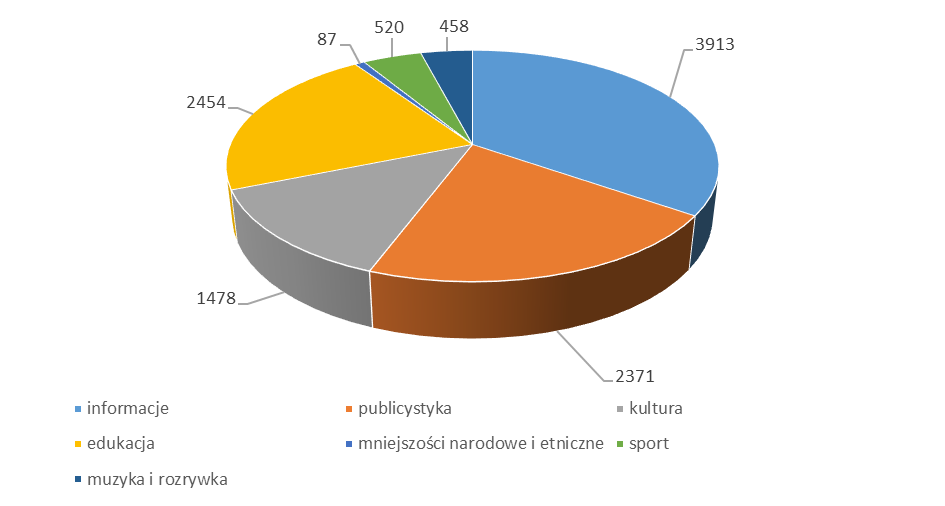 520
458
87
3913
2454
1478
2371
informacje
publicystyka
kultura
edukacja
mniejszości narodowe i etniczne
sport
muzyka i rozrywka